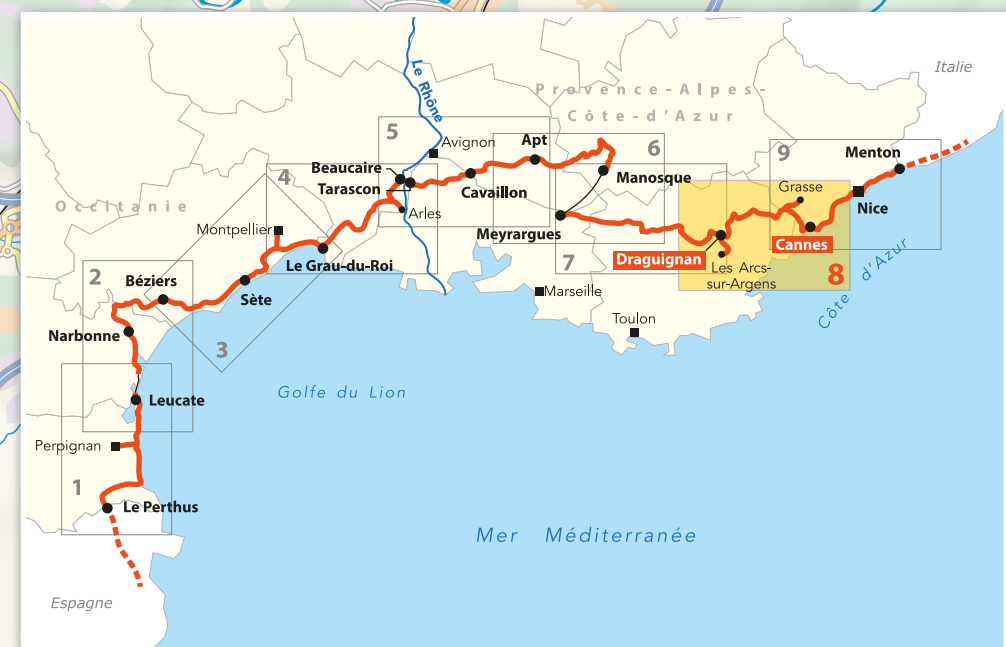 Italie
Provence-Alpes-
Côte-d'Azur
Le Rhône
5
Avignon
Apt
6
9
Menton
Beaucaire
Tarascon
Cavaillon
Manosque
Grasse
4
Occitanie
Arles
Nice
Montpellier
Meyrargues
Cannes
Draguignan
Le Grau-du-Roi
7
Les Arcs-
sur-Argens
8
Côte d'Azur
2
Béziers
Sète
Marseille
Toulon
Narbonne
3
Golfe du Lion
Leucate
Perpignan
1
Le Perthus
Mer Méditerranée
Espagne